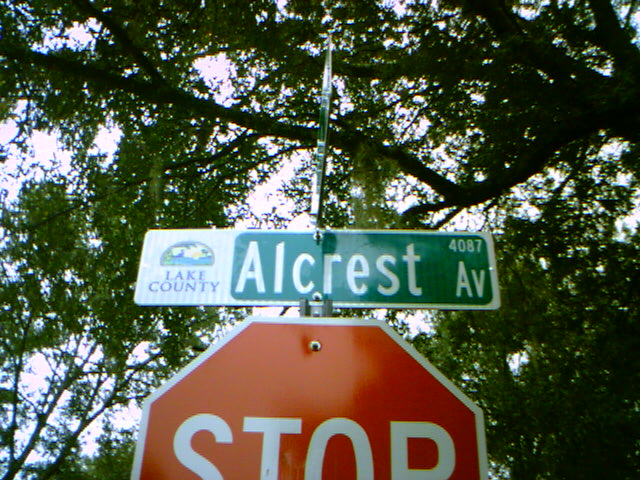 LAKE
COUNTY
Alcrest Av
4087
STOP